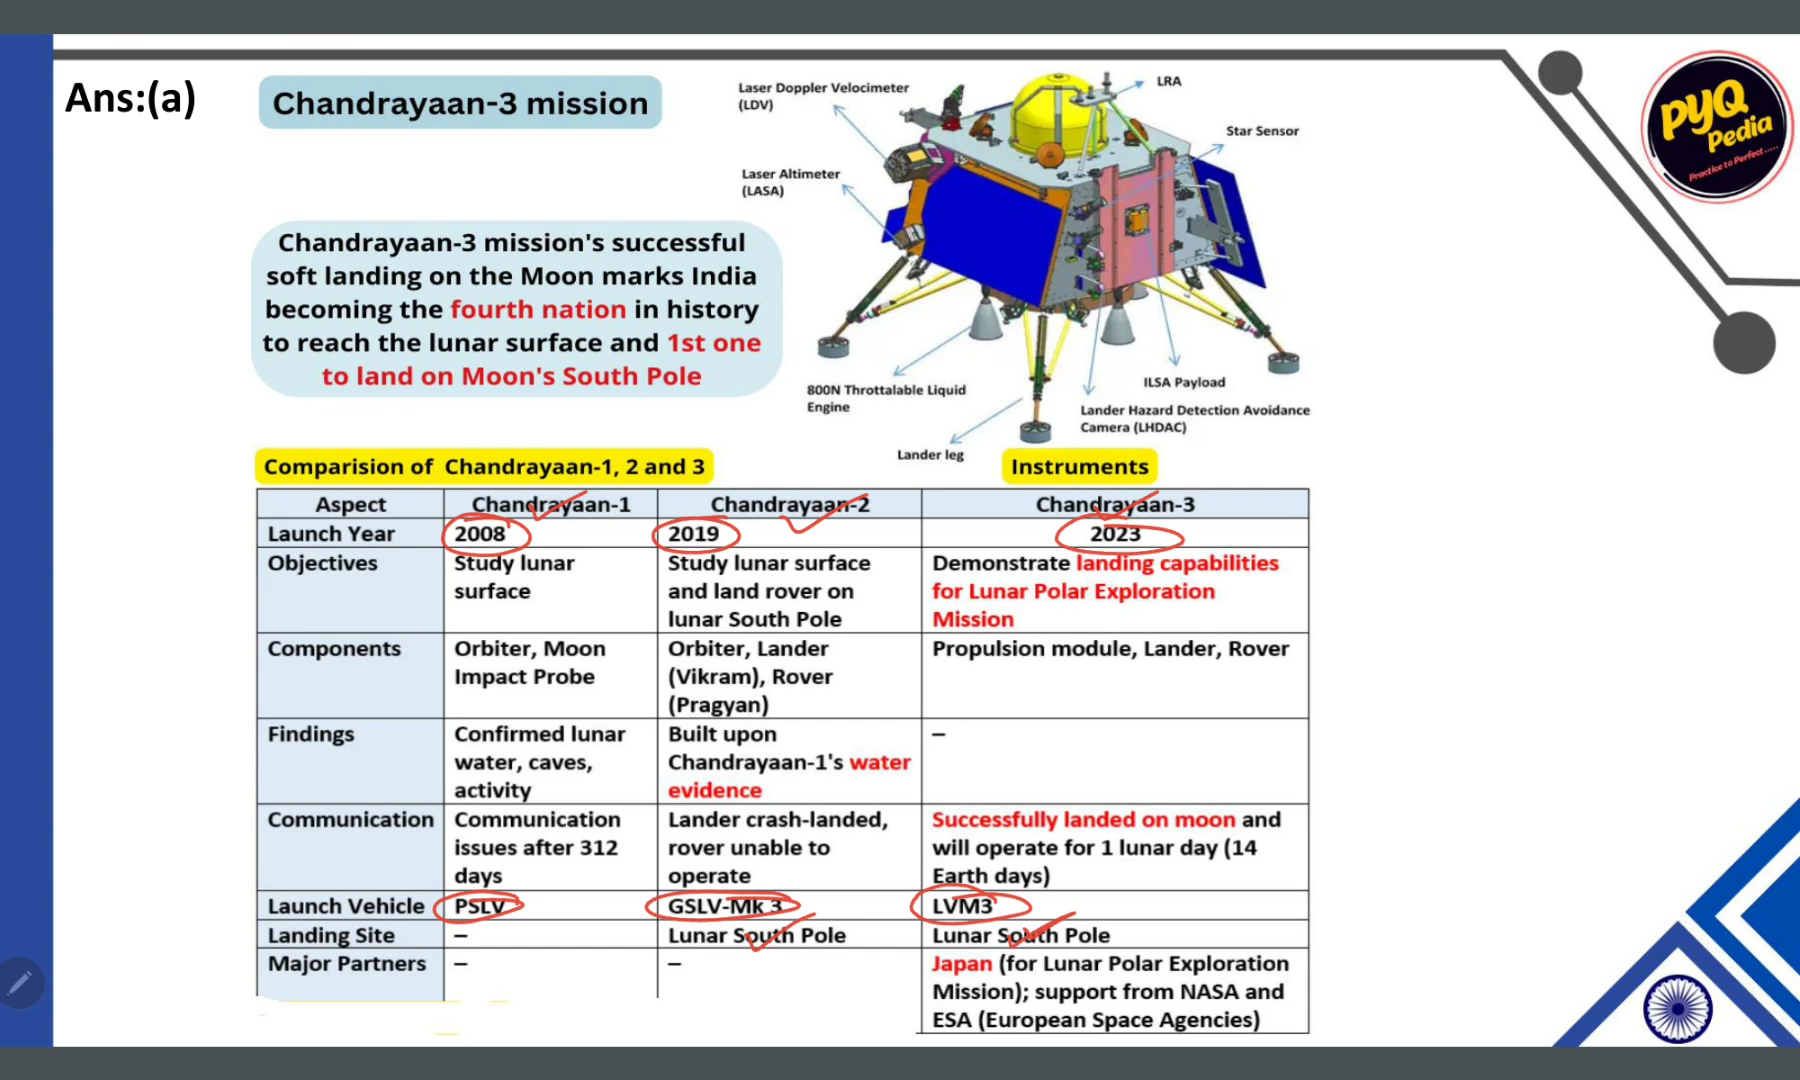 Ans:(a)
Chandrayaan-3 mission
PYQ
Pedia
Practice to Perfect.....
Laser Doppler Velocimeter
(LDV)
LRA
Star Sensor
Laser Altimeter
(LASA)
Chandrayaan-3 mission's successful
soft landing on the Moon marks India
becoming the fourth nation in history
to reach the lunar surface and 1st one
to land on Moon's South Pole
800N Throttalable Liquid
Engine
ILSA Payload
Lander Hazard Detection Avoidance
Camera (LHDAC)
Lander leg
Comparision of Chandrayaan-1, 2 and 3
Instruments
Aspect Chandrayaan-1 Chandrayaan-2 Chandrayaan-3
Launch Year 2008 2019 2023
Objectives Study lunar Study lunar surface Demonstrate landing capabilities
surface and land rover on for Lunar Polar Exploration
lunar South Pole Mission
Components Orbiter, Moon Orbiter, Lander Propulsion module, Lander, Rover
Impact Probe (Vikram), Rover
(Pragyan)
Findings Confirmed lunar Built upon –
water, caves, Chandrayaan-1's water
activity evidence
Communication Communication Lander crash-landed, Successfully landed on moon and
issues after 312 rover unable to will operate for 1 lunar day (14
days operate Earth days)
Launch Vehicle PSLV GSLV-Mk 3 LVM3
Landing Site – Lunar South Pole Lunar South Pole
Major Partners – – Japan (for Lunar Polar Exploration
Mission); support from NASA and
ESA (European Space Agencies)